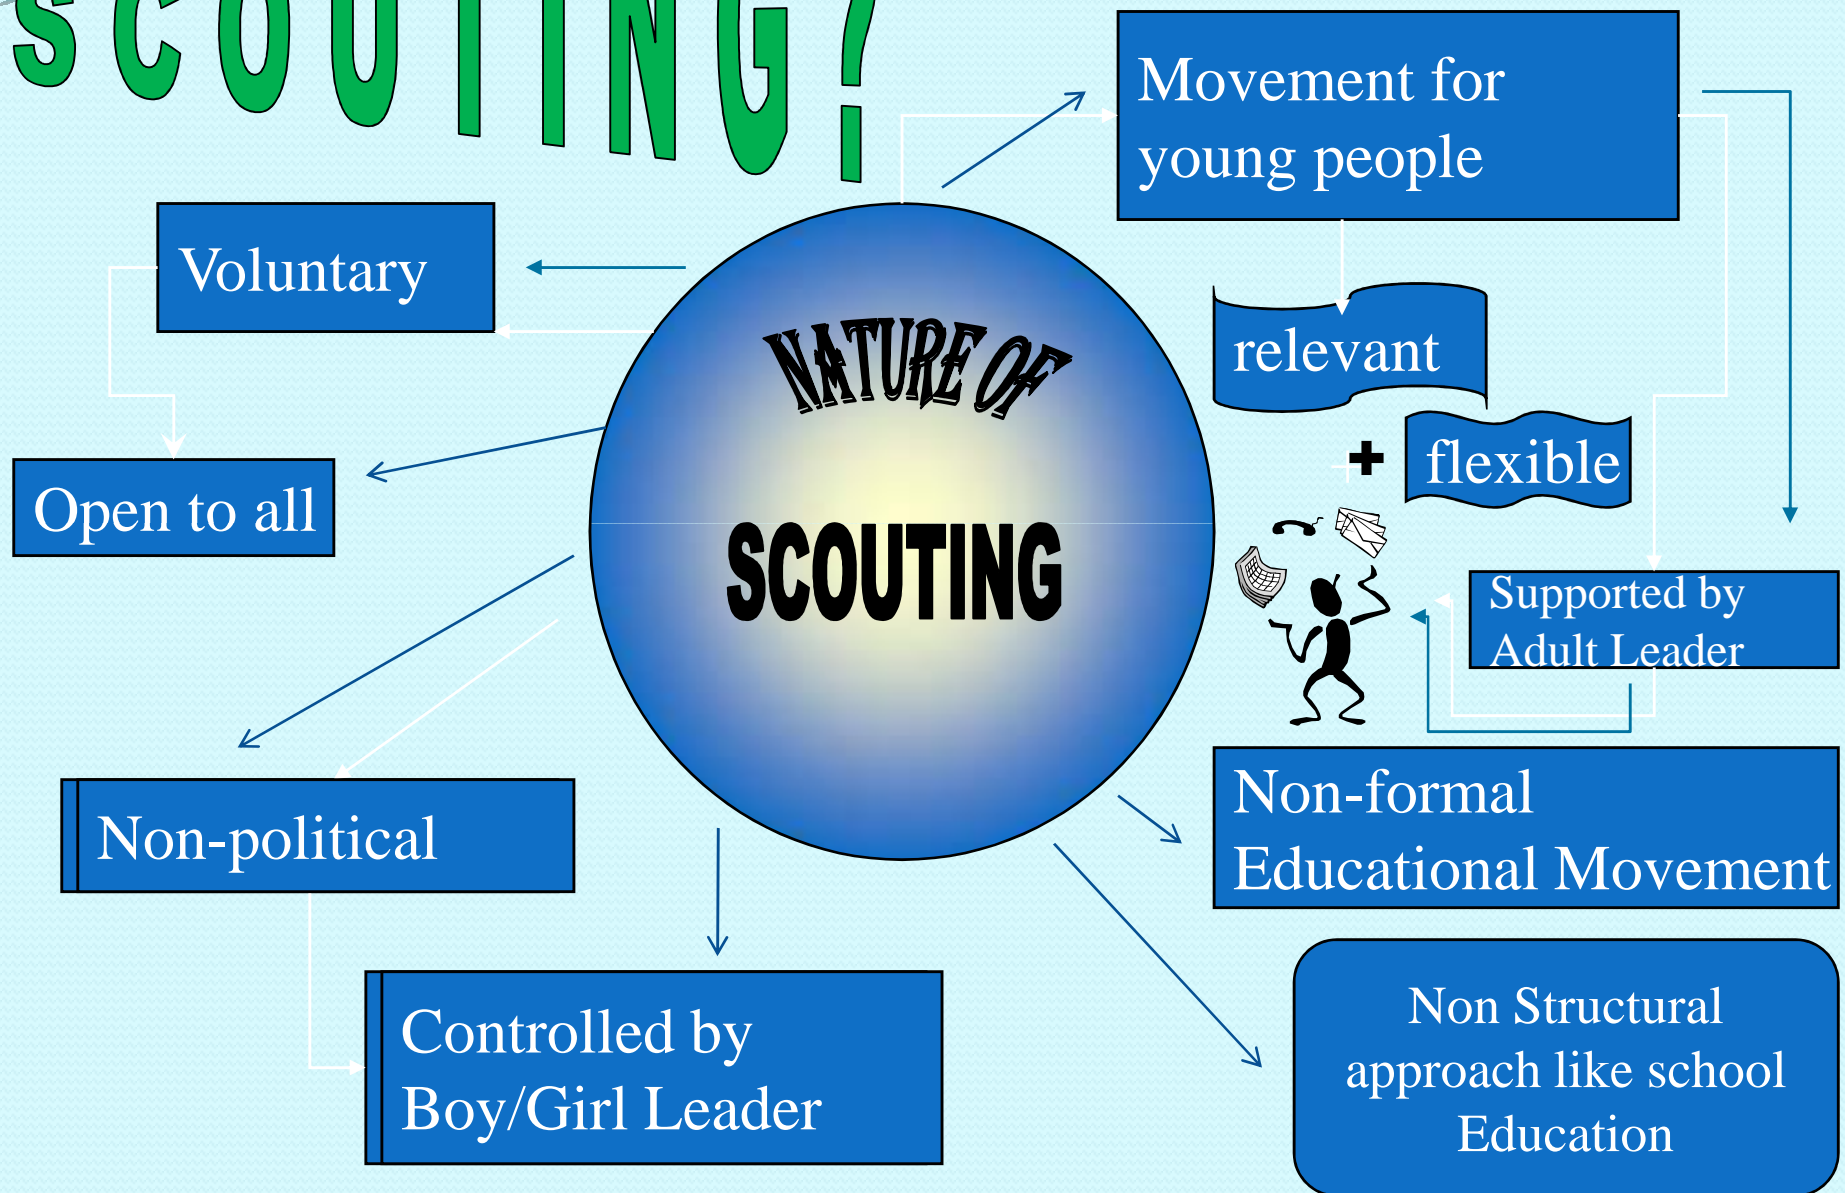 SCOUTING?
Movement for
young people
Voluntary
relevant
NATURE OF
flexible
Open to all
SCOUTING
Supported by
Adult Leader
Non-formal
Educational Movement
Non-political
Controlled by
Boy/Girl Leader
Non Structural
approach like school
Education